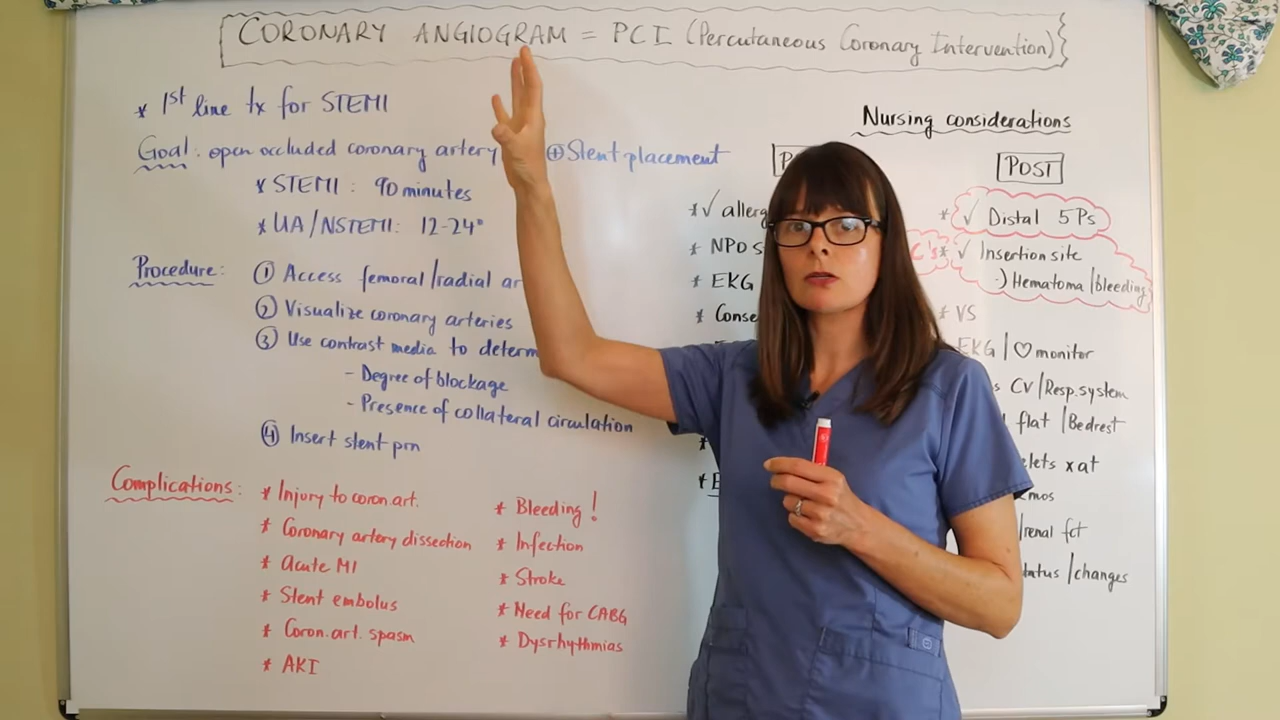 CORONARY ANGIOGRAM = PCI (Percutaneous Coronary Intervention)
* 1st line tx for STEMI
Goal: open occluded coronary artery ⊕ Stent placement
* STEMI: 90 minutes
* UA/NSTEMI: 12-24°
Procedure: ① Access femoral/radial ar
② Visualize coronary arteries
③ Use contrast media to determ
- Degree of blockage
- Presence of collateral circulation
④ Insert stent prn
Complications: * Injury to coron.art.
* Coronary artery dissection
* Acute MI
* Stent embolus
* Coron.art. spasm
* AKI
* Bleeding!
* Infection
* Stroke
* Need for CABG
* Dysrhythmias
Nursing considerations
*√ allerg
* NPO s
* EKG
* Conse
POST
* √ Distal 5 Ps
C's * √ Insertion site
·) Hematoma/bleeding
* VS
EKG/♡ monitor
s CV/Resp.system
flat/Bedrest
lets x at
mos
/renal fct
tatus/changes